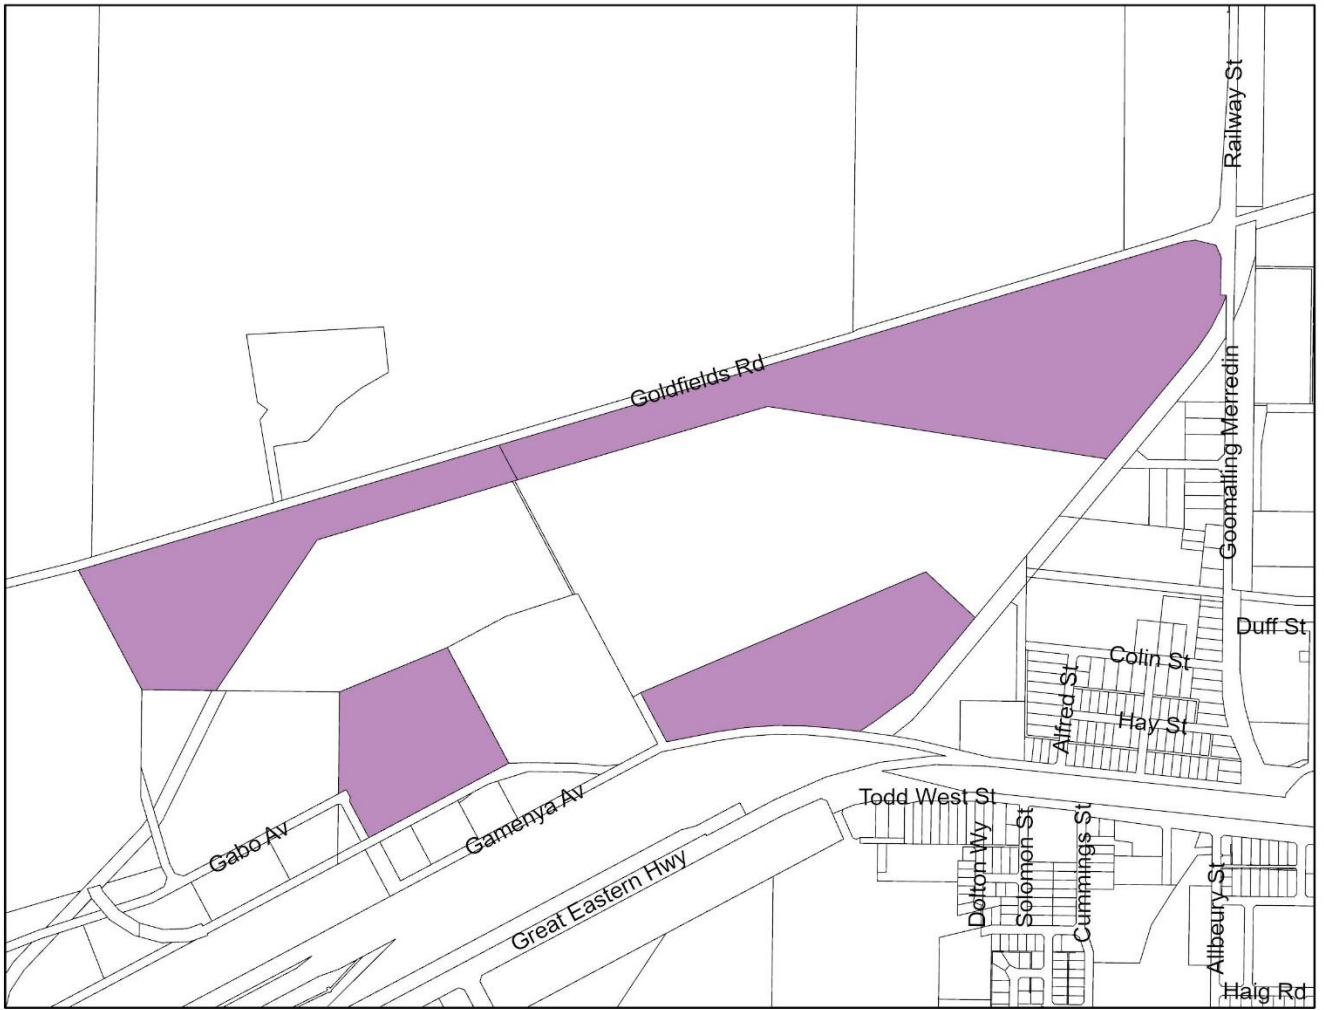 Railway St
Goldfields Rd
Goomalling Merredin
Duff St
Colin St
Alfred St
Hay St
Todd West St
Gamenya Av
Gabo Av
Great Eastern Hwy
Dolton Wy
Solomon St
Cummings St
Allbeury St
Haig Rd